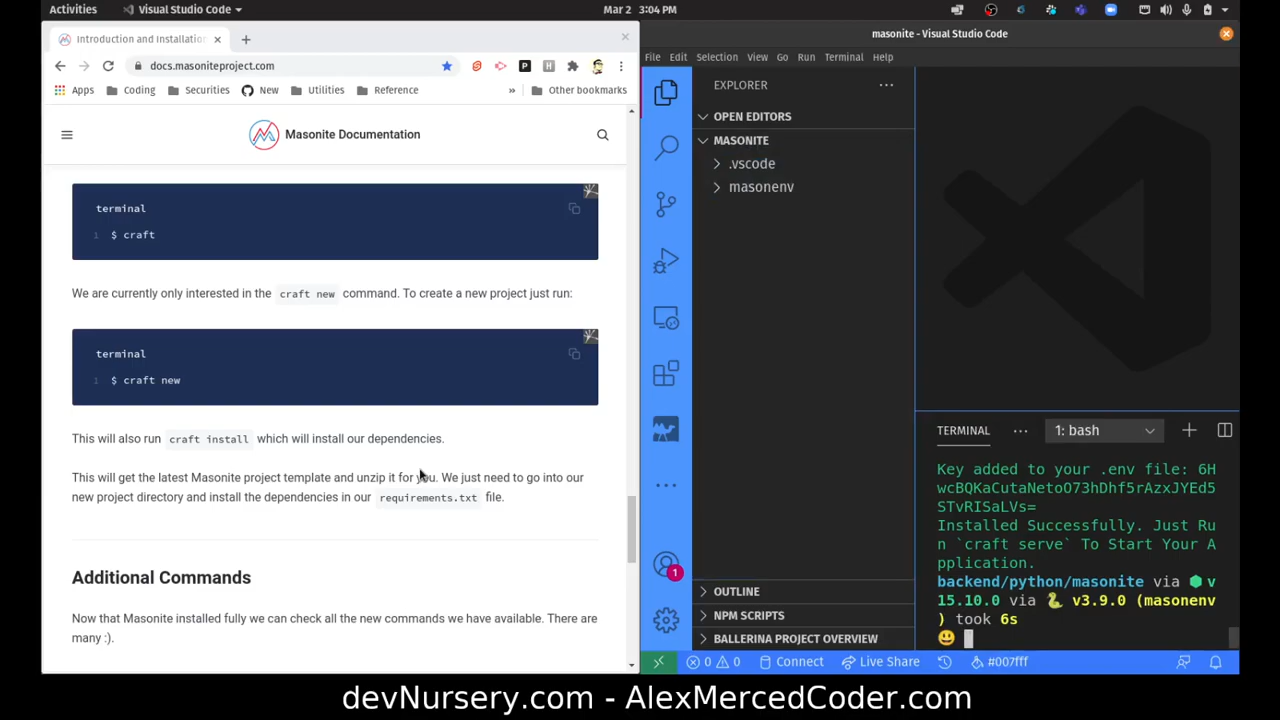 Activities
Visual Studio Code
Mar 2 3:04 PM
Introduction and Installation
docs.masoniteproject.com
Apps
Coding
Securities
New
Utilities
Reference
»
Other bookmarks
Masonite Documentation
terminal
1 $ craft
We are currently only interested in the craft new command. To create a new project just run:
terminal
1 $ craft new
This will also run craft install which will install our dependencies.
This will get the latest Masonite project template and unzip it for you. We just need to go into our
new project directory and install the dependencies in our requirements.txt file.
Additional Commands
Now that Masonite installed fully we can check all the new commands we have available. There are
many :).
masonite - Visual Studio Code
File Edit Selection View Go Run Terminal Help
EXPLORER
OPEN EDITORS
MASONITE
.vscode
masonenv
OUTLINE
NPM SCRIPTS
BALLERINA PROJECT OVERVIEW
1
TERMINAL
1: bash
Key added to your .env file: 6H
wcBQKaCutaNetoO73hDhf5rAzxJYEd5
STvRISaLVs=
Installed Successfully. Just Ru
n `craft serve` To Start Your A
pplication.
backend/python/masonite via v
15.10.0 via v3.9.0 (masonenv
) took 6s
0 0 Connect Live Share #007fff
devNursery.com - AlexMercedCoder.com